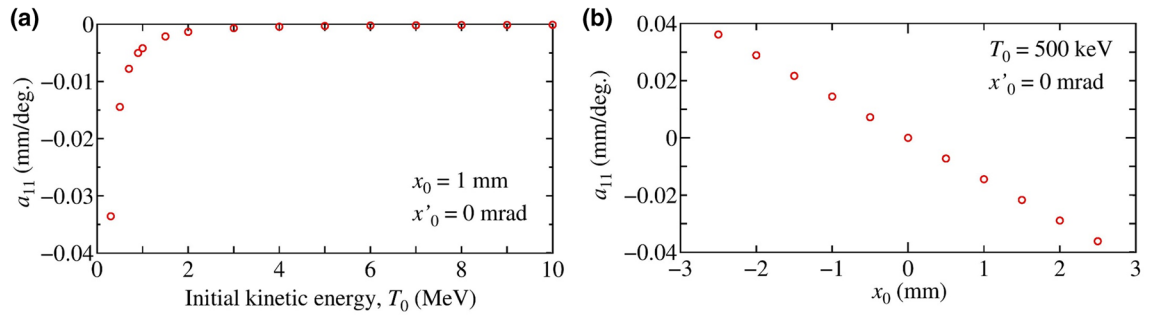 (a)
0
−0.01
−0.02
−0.03
−0.04
a₁₁ (mm/deg.)
x₀ = 1 mm
x'₀ = 0 mrad
0 2 4 6 8 10
Initial kinetic energy, T₀ (MeV)
(b)
0.04
0.02
0
−0.02
−0.04
a₁₁ (mm/deg.)
T₀ = 500 keV
x'₀ = 0 mrad
−3 −2 −1 0 1 2 3
x₀ (mm)